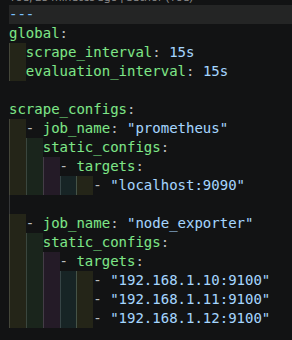 ---
global:
  scrape_interval: 15s
  evaluation_interval: 15s

scrape_configs:
  - job_name: "prometheus"
    static_configs:
      - targets:
          - "localhost:9090"

  - job_name: "node_exporter"
    static_configs:
      - targets:
          - "192.168.1.10:9100"
          - "192.168.1.11:9100"
          - "192.168.1.12:9100"